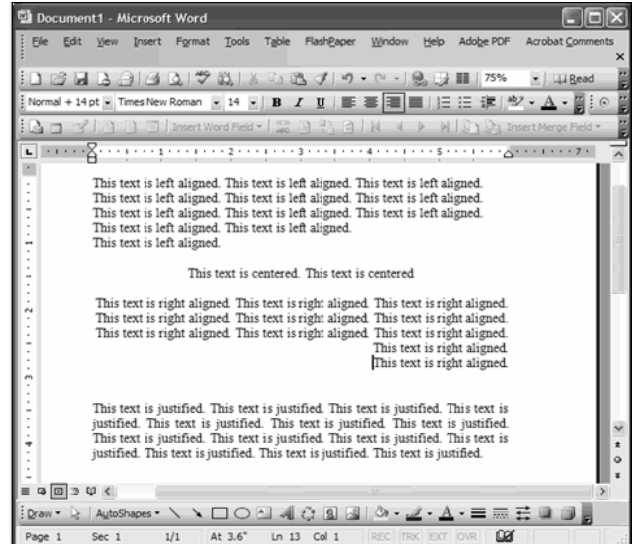 Document1 - Microsoft Word
File Edit View Insert Format Tools Table FlashPaper Window Help Adobe PDF Acrobat Comments
75% Read
Normal + 14 pt Times New Roman 14 B I U
Insert Word Field Insert Merge Field
1 2 3 4 5 7
This text is left aligned. This text is left aligned. This text is left aligned.
This text is left aligned. This text is left aligned. This text is left aligned.
This text is left aligned. This text is left aligned. This text is left aligned.
This text is left aligned. This text is left aligned.
This text is left aligned.
This text is centered. This text is centered
This text is right aligned. This text is right aligned. This text is right aligned.
This text is right aligned. This text is right aligned. This text is right aligned.
This text is right aligned. This text is right aligned. This text is right aligned.
This text is right aligned.
This text is right aligned.
This text is justified. This text is justified. This text is justified. This text is
justified. This text is justified. This text is justified. This text is justified.
This text is justified. This text is justified. This text is justified. This text is
justified. This text is justified. This text is justified. This text is justified.
Draw AutoShapes
Page 1 Sec 1 1/1 At 3.6" Ln 13 Col 1 REC TRK EXT OVR